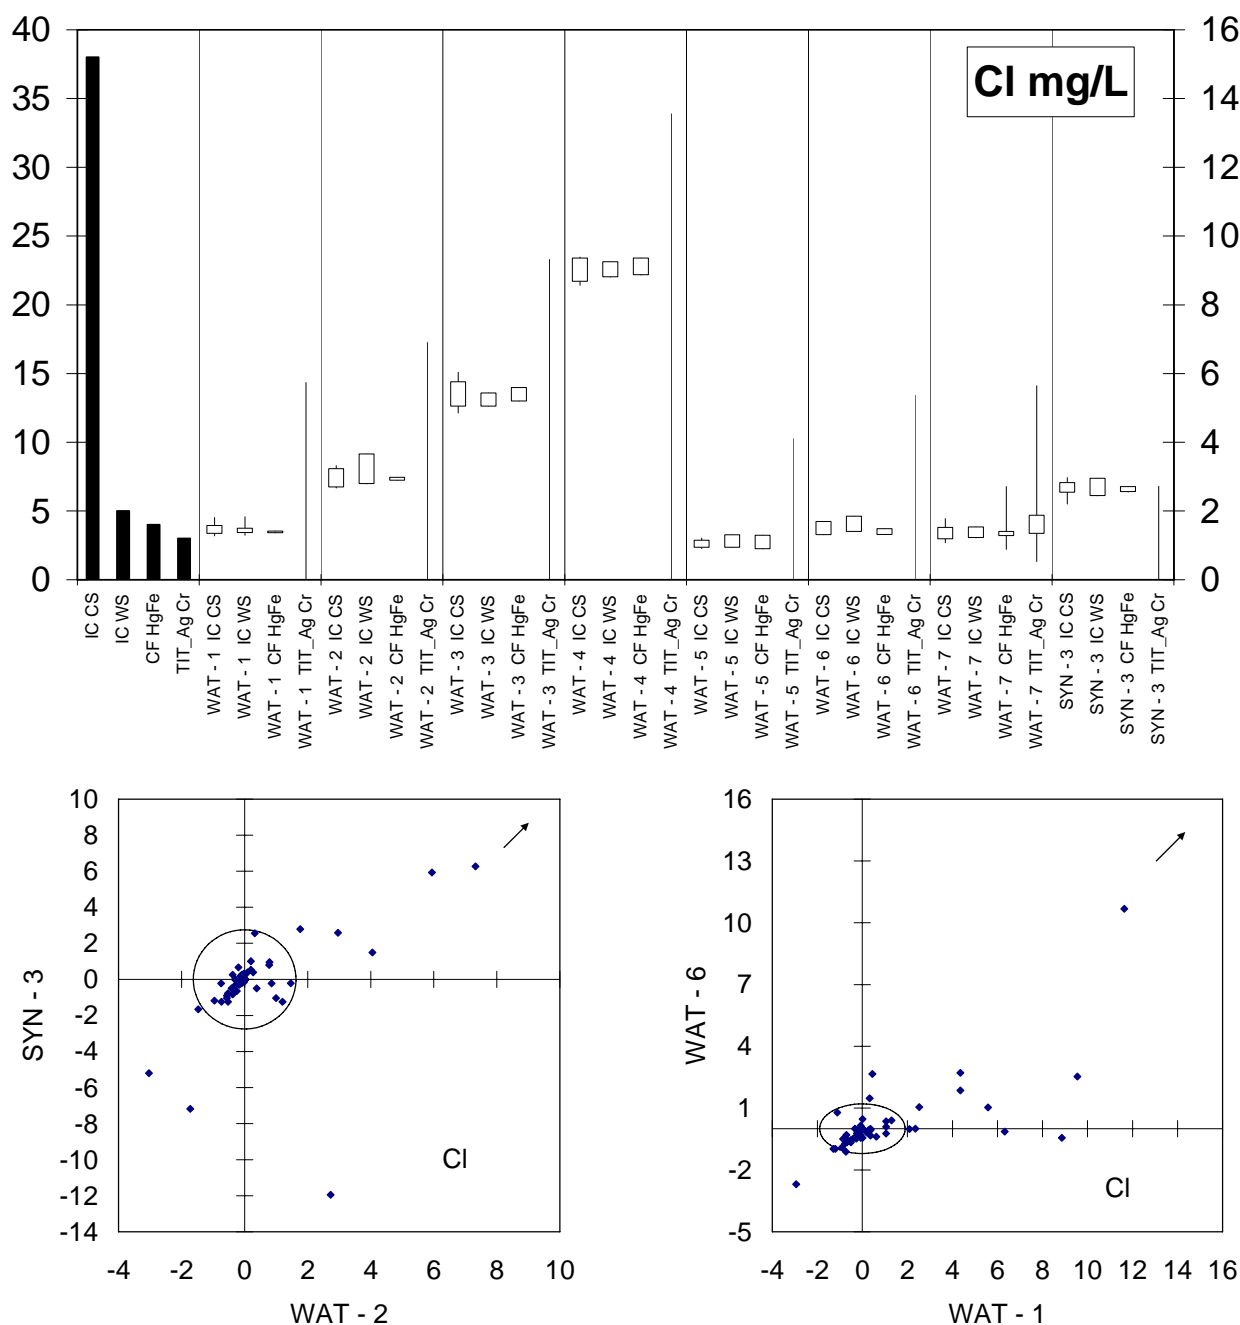 Cl mg/L
40
35
30
25
20
15
10
5
0
16
14
12
10
8
6
4
2
0
IC CS
IC WS
CF HgFe
TIT_Ag Cr
WAT - 1 IC CS
WAT - 1 IC WS
WAT - 1 CF HgFe
WAT - 1 TIT_Ag Cr
WAT - 2 IC CS
WAT - 2 IC WS
WAT - 2 CF HgFe
WAT - 2 TIT_Ag Cr
WAT - 3 IC CS
WAT - 3 IC WS
WAT - 3 CF HgFe
WAT - 3 TIT_Ag Cr
WAT - 4 IC CS
WAT - 4 IC WS
WAT - 4 CF HgFe
WAT - 4 TIT_Ag Cr
WAT - 5 IC CS
WAT - 5 IC WS
WAT - 5 CF HgFe
WAT - 5 TIT_Ag Cr
WAT - 6 IC CS
WAT - 6 IC WS
WAT - 6 CF HgFe
WAT - 6 TIT_Ag Cr
WAT - 7 IC CS
WAT - 7 IC WS
WAT - 7 CF HgFe
WAT - 7 TIT_Ag Cr
SYN - 3 IC CS
SYN - 3 IC WS
SYN - 3 CF HgFe
SYN - 3 TIT_Ag Cr
10
8
6
4
2
0
-2
-4
-6
-8
-10
-12
-14
SYN - 3
Cl
-4 -2 0 2 4 6 8 10
WAT - 2
16
13
10
7
4
1
-2
-5
WAT - 6
Cl
-4 -2 0 2 4 6 8 10 12 14 16
WAT - 1